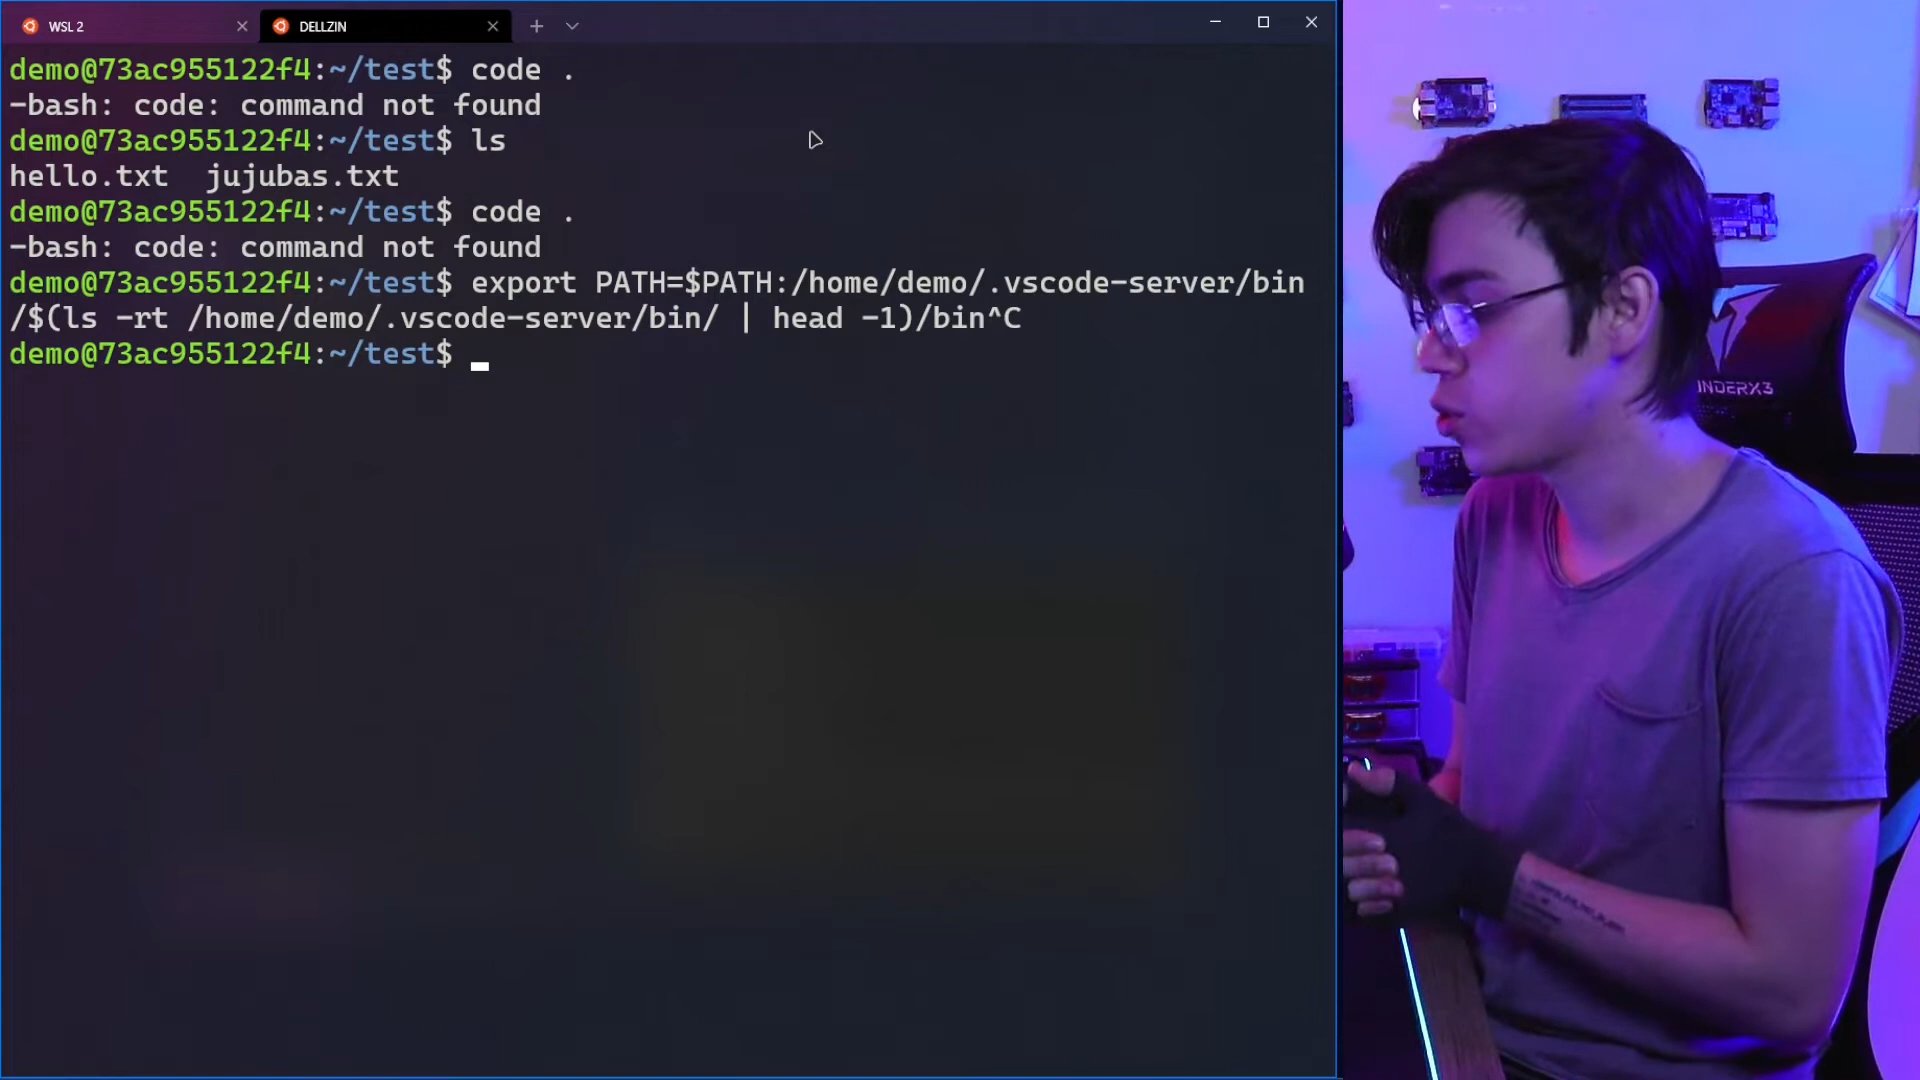 WSL 2
DELLZIN
demo@73ac955122f4:~/test$ code .
-bash: code: command not found
demo@73ac955122f4:~/test$ ls
hello.txt  jujubas.txt
demo@73ac955122f4:~/test$ code .
-bash: code: command not found
demo@73ac955122f4:~/test$ export PATH=$PATH:/home/demo/.vscode-server/bin
/$(ls -rt /home/demo/.vscode-server/bin/ | head -1)/bin^C
demo@73ac955122f4:~/test$
NDERX3